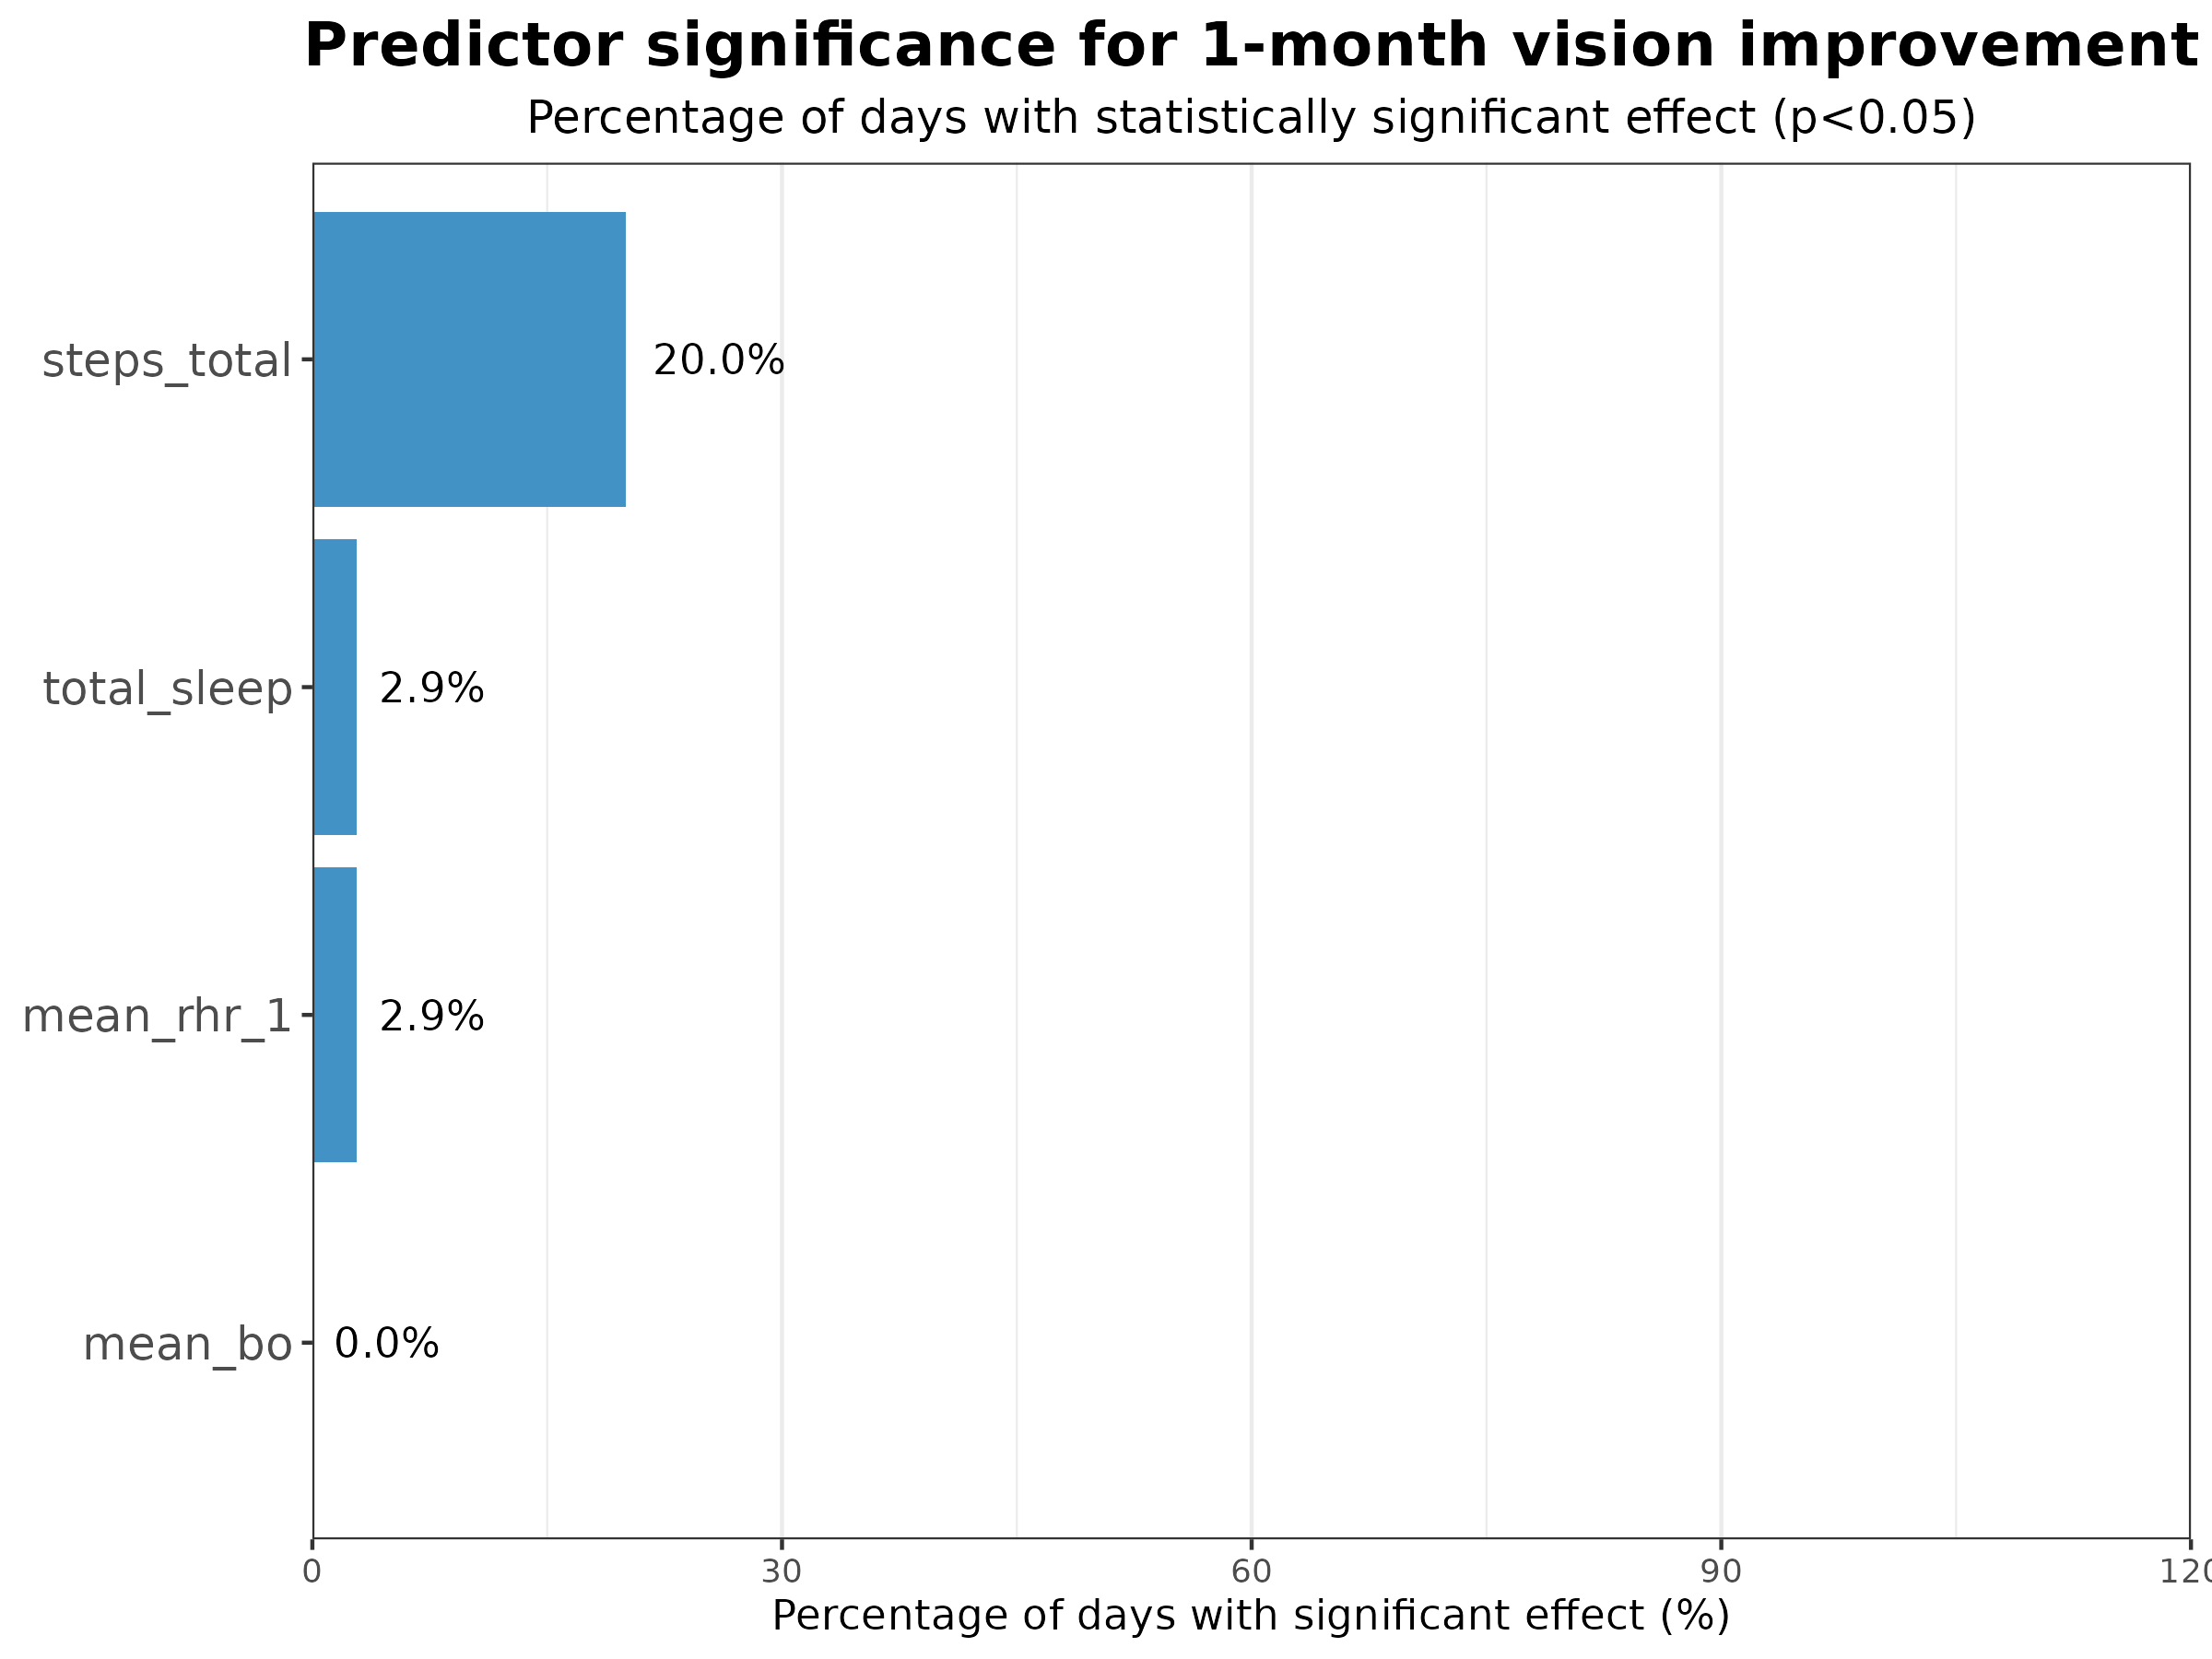 Predictor significance for 1-month vision improvement
Percentage of days with statistically significant effect (p<0.05)
steps_total
20.0%
total_sleep
2.9%
mean_rhr_1
2.9%
mean_bo
0.0%
0 30 60 90 120
Percentage of days with significant effect (%)